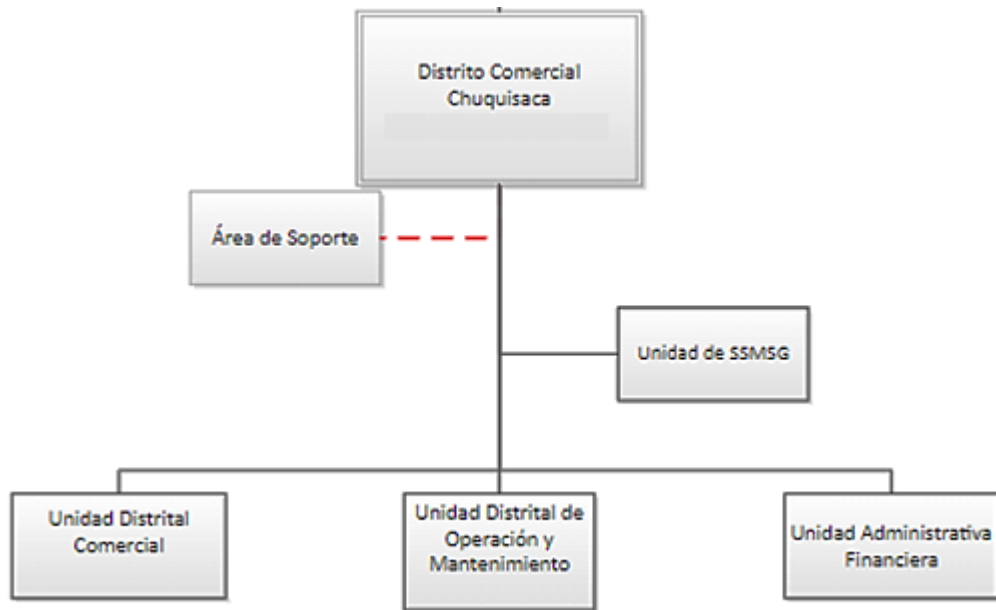 Distrito Comercial
Chuquisaca
Área de Soporte
Unidad de SSMSG
Unidad Distrital
Comercial
Unidad Distrital de
Operación y
Mantenimiento
Unidad Administrativa
Financiera